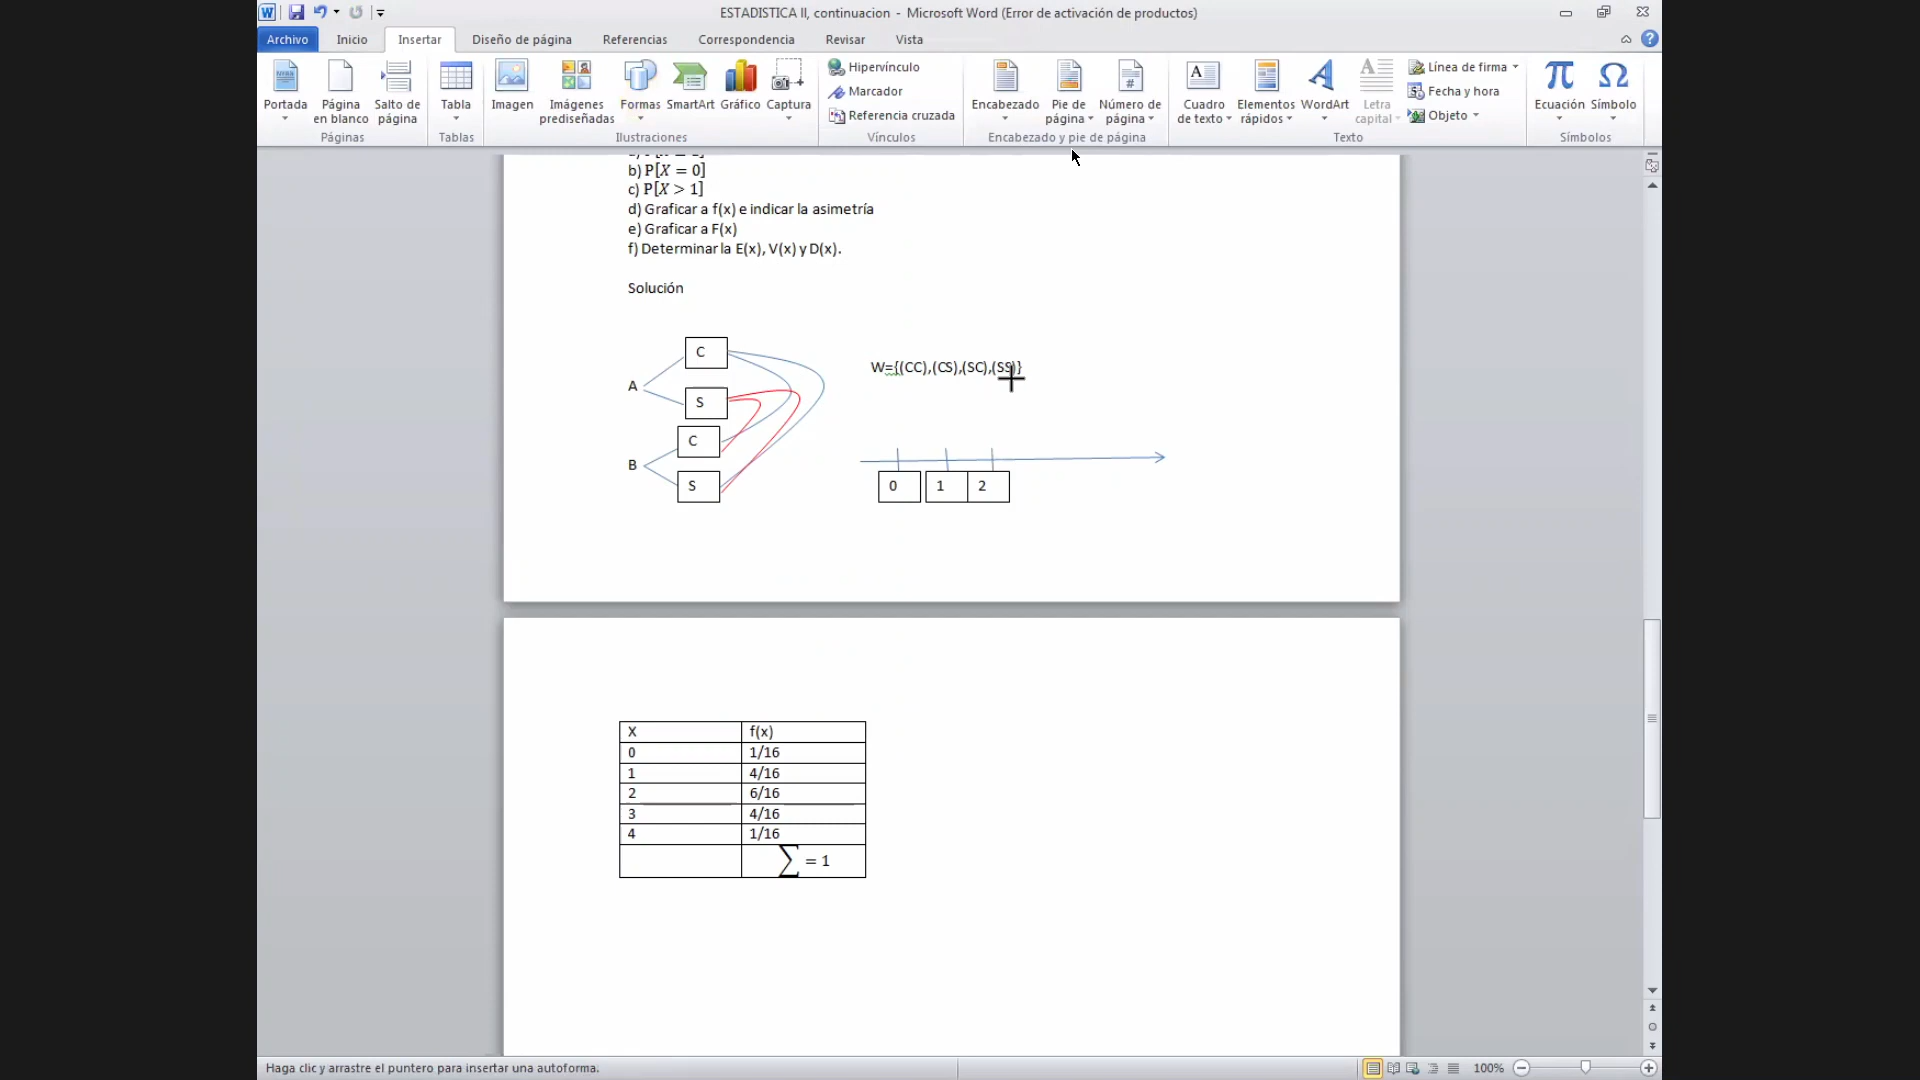 ESTADISTICA II, continuacion - Microsoft Word (Error de activación de productos)
Archivo Inicio Insertar Diseño de página Referencias Correspondencia Revisar Vista
Portada
Página en blanco
Salto de página
Páginas
Tabla
Tablas
Imagen
Imágenes prediseñadas
Formas
SmartArt
Gráfico
Captura
Ilustraciones
Hipervínculo
Marcador
Referencia cruzada
Vínculos
Encabezado
Pie de página
Número de página
Encabezado y pie de página
Cuadro de texto
Elementos rápidos
WordArt
Letra capital
Línea de firma
Fecha y hora
Objeto
Texto
Ecuación
Símbolo
Símbolos
b) P[X = 0]
c) P[X > 1]
d) Graficar a f(x) e indicar la asimetría
e) Graficar a F(x)
f) Determinar la E(x), V(x) y D(x).
Solución
A
C
S
B
C
S
W={(CC),(CS),(SC),(SS)}
0 1 2
X f(x)
0 1/16
1 4/16
2 6/16
3 4/16
4 1/16
∑ = 1
Haga clic y arrastre el puntero para insertar una autoforma.
100%